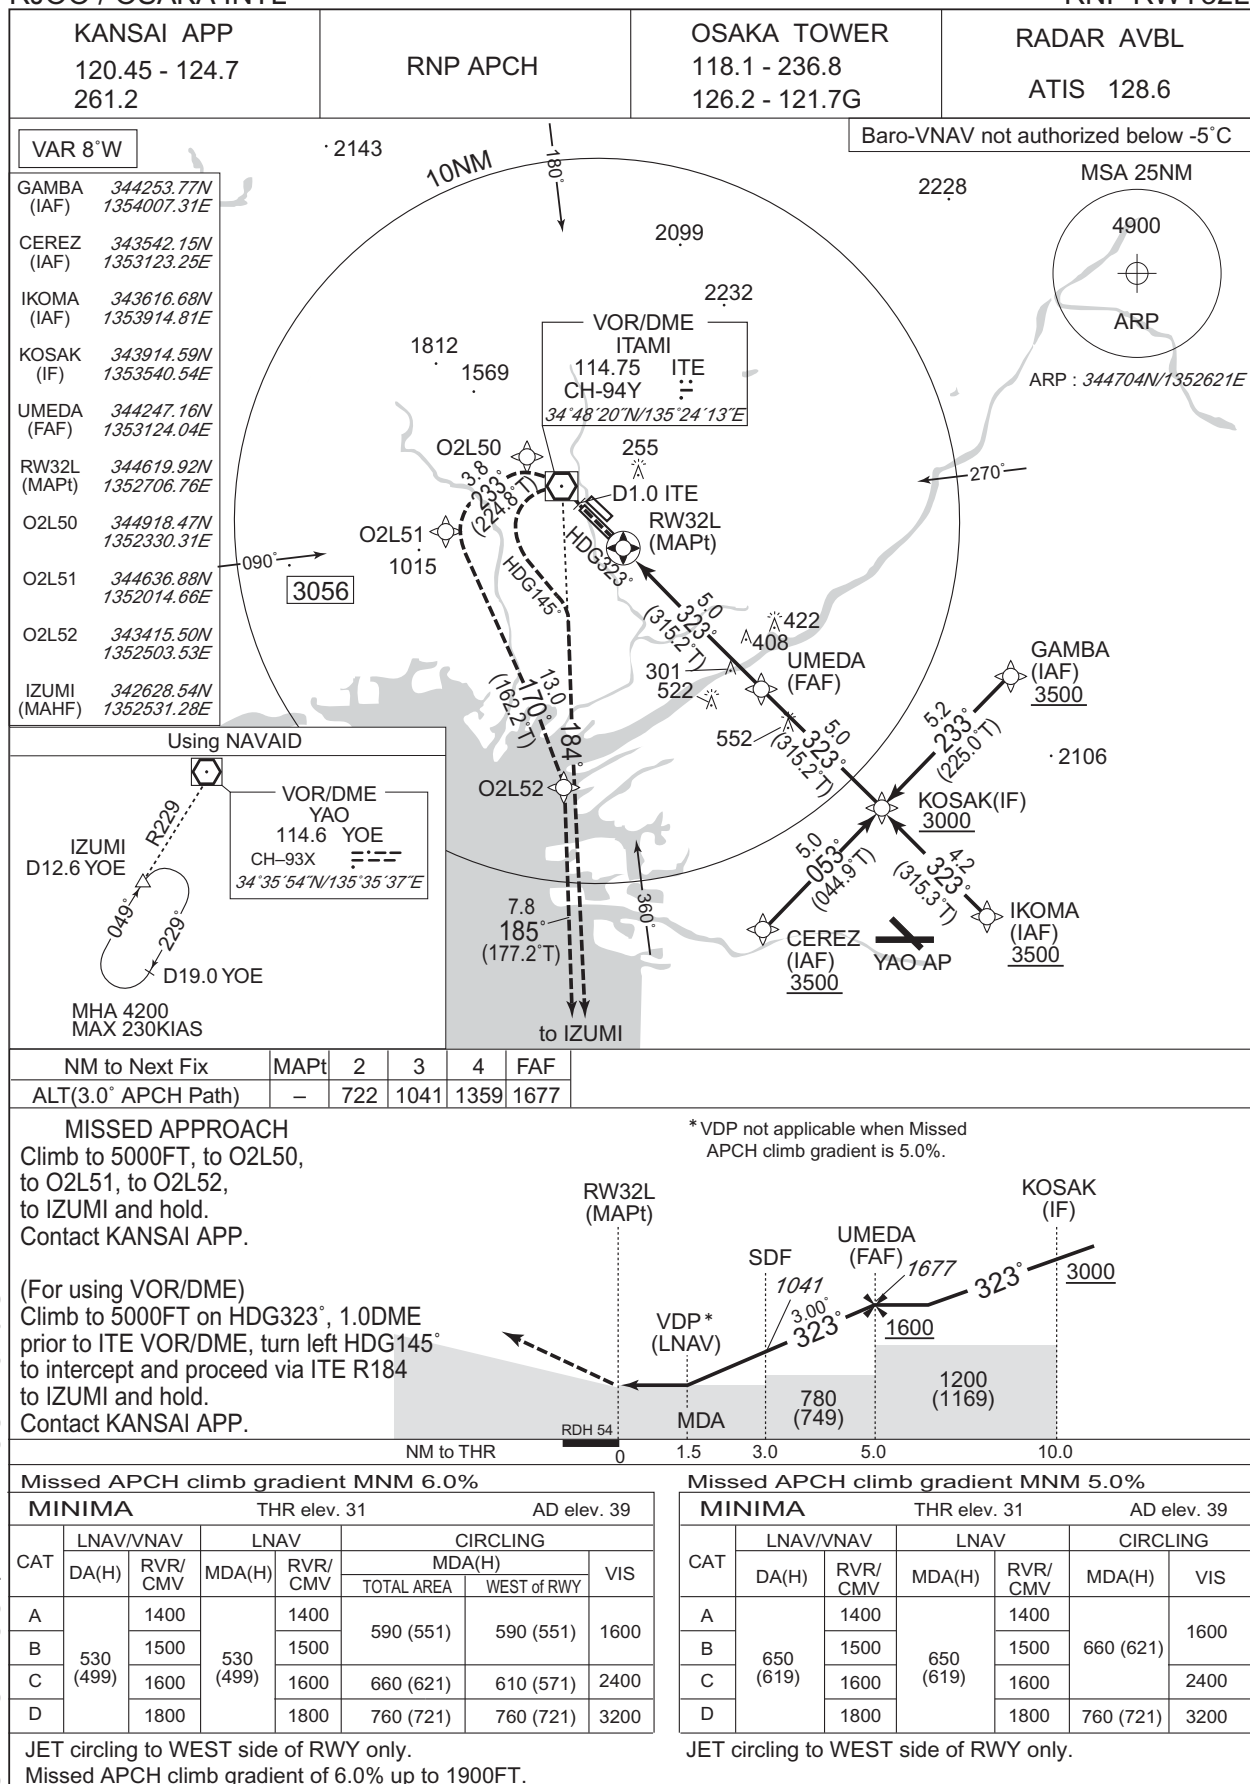 KANSAI APP
120.45 - 124.7
261.2
RNP APCH
OSAKA TOWER
118.1 - 236.8
126.2 - 121.7G
RADAR AVBL
ATIS 128.6
VAR 8°W
Baro-VNAV not authorized below -5°C
GAMBA 344253.77N
(IAF) 1354007.31E
CEREZ 343542.15N
(IAF) 1353123.25E
IKOMA 343616.68N
(IAF) 1353914.81E
KOSAK 343914.59N
(IF) 1353540.54E
UMEDA 344247.16N
(FAF) 1353124.04E
RW32L 344619.92N
(MAPt) 1352706.76E
O2L50 344918.47N
1352330.31E
O2L51 344636.88N
1352014.66E
O2L52 343415.50N
1352503.53E
IZUMI 342628.54N
(MAHF) 1352531.28E
2143
10NM
180°
2099
2228
2232
MSA 25NM
4900
ARP
ARP : 344704N/1352621E
1812
1569
VOR/DME
ITAMI
114.75 ITE
CH-94Y
34°48′20″N/135°24′13″E
O2L50
255
D1.0 ITE
3.8
233°
(224.8°T)
RW32L
(MAPt)
O2L51
1015
HDG323°
HDG145°
270°
090°
3056
5.0
323°
(315.2°T)
422
408
301
522
UMEDA
(FAF)
GAMBA
(IAF)
3500
13.0
170°
(162.2°T)
184°
552
5.0
323°
(315.2°T)
5.2
233°
(225.0°T)
2106
O2L52
KOSAK(IF)
3000
5.0
053°
(044.9°T)
4.2
323°
(315.3°T)
360°
7.8
185°
(177.2°T)
CEREZ
(IAF)
3500
YAO AP
IKOMA
(IAF)
3500
to IZUMI
Using NAVAID
VOR/DME
YAO
114.6 YOE
CH–93X
34°35′54″N/135°35′37″E
R229
IZUMI
D12.6 YOE
049°
229°
D19.0 YOE
MHA 4200
MAX 230KIAS
NM to Next Fix MAPt 2 3 4 FAF
ALT(3.0° APCH Path) – 722 1041 1359 1677
MISSED APPROACH
Climb to 5000FT, to O2L50,
to O2L51, to O2L52,
to IZUMI and hold.
Contact KANSAI APP.
(For using VOR/DME)
Climb to 5000FT on HDG323°, 1.0DME
prior to ITE VOR/DME, turn left HDG145°
to intercept and proceed via ITE R184
to IZUMI and hold.
Contact KANSAI APP.
*VDP not applicable when Missed
APCH climb gradient is 5.0%.
RW32L
(MAPt)
KOSAK
(IF)
UMEDA
(FAF)
SDF
1677
1041
323°
3000
3.00°
323°
1600
VDP*
(LNAV)
1200
(1169)
780
(749)
MDA
RDH 54
NM to THR 0 1.5 3.0 5.0 10.0
Missed APCH climb gradient MNM 6.0%
MINIMA THR elev. 31 AD elev. 39
CAT LNAV/VNAV LNAV CIRCLING
DA(H) RVR/CMV MDA(H) RVR/CMV MDA(H) VIS
TOTAL AREA WEST of RWY
A 530 (499) 1400 530 (499) 1400 590 (551) 590 (551) 1600
B 1500 1500
C 1600 1600 660 (621) 610 (571) 2400
D 1800 1800 760 (721) 760 (721) 3200
JET circling to WEST side of RWY only.
Missed APCH climb gradient of 6.0% up to 1900FT.
Missed APCH climb gradient MNM 5.0%
MINIMA THR elev. 31 AD elev. 39
CAT LNAV/VNAV LNAV CIRCLING
DA(H) RVR/CMV MDA(H) RVR/CMV MDA(H) VIS
A 650 (619) 1400 650 (619) 1400 660 (621) 1600
B 1500 1500
C 1600 1600 2400
D 1800 1800 760 (721) 3200
JET circling to WEST side of RWY only.